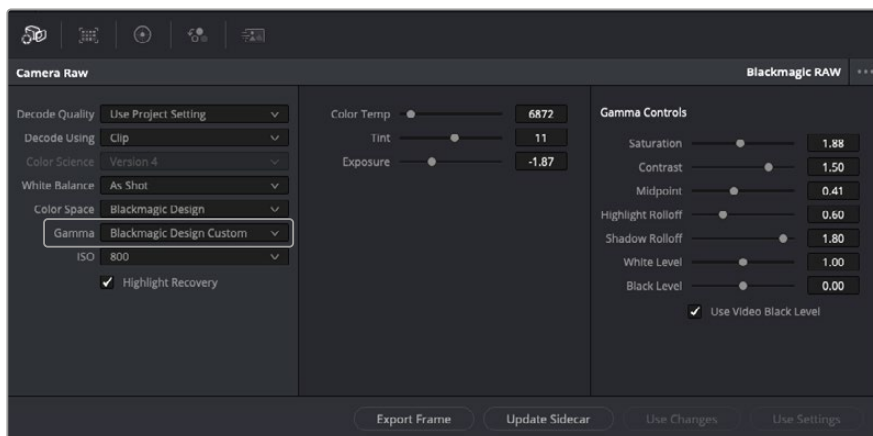 Camera Raw
Blackmagic RAW
Decode Quality Use Project Setting
Decode Using Clip
Color Science Version 4
White Balance As Shot
Color Space Blackmagic Design
Gamma Blackmagic Design Custom
ISO 800
Highlight Recovery
Color Temp 6872
Tint 11
Exposure -1.87
Gamma Controls
Saturation 1.88
Contrast 1.50
Midpoint 0.41
Highlight Rolloff 0.60
Shadow Rolloff 1.80
White Level 1.00
Black Level 0.00
Use Video Black Level
Export Frame
Update Sidecar
Use Changes
Use Settings